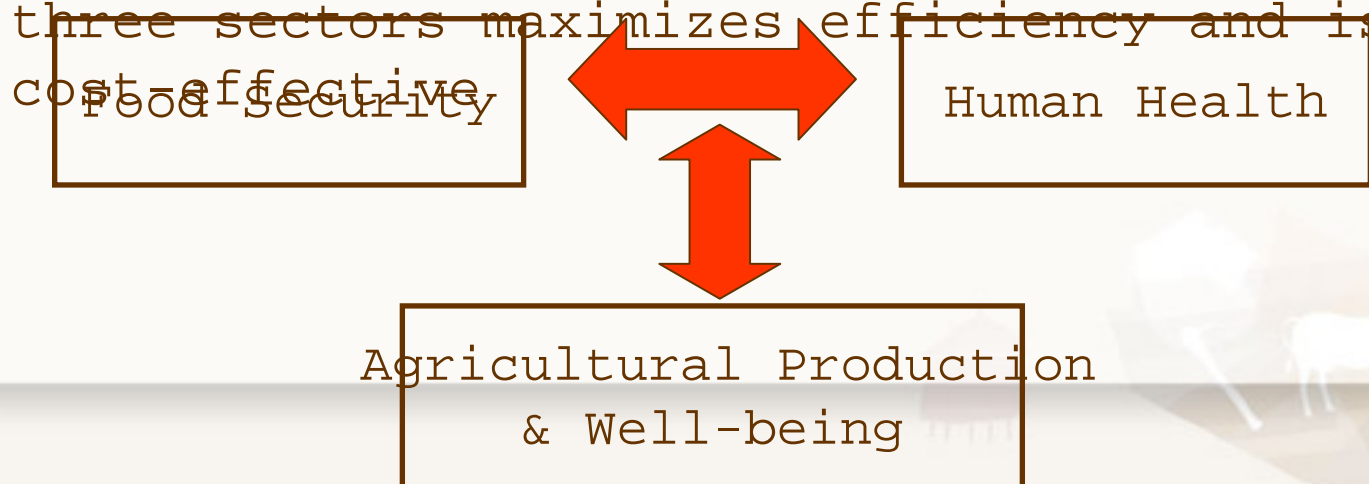 three sectors maximizes efficiency and is
cost-effective
Food Security
Human Health
Agricultural Production
& Well-being